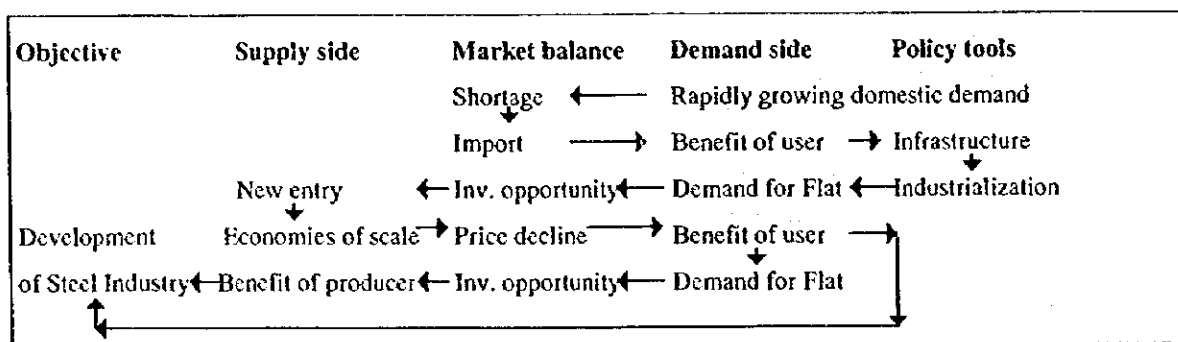 Objective Supply side Market balance Demand side Policy tools
Shortage Rapidly growing domestic demand
Import Benefit of user Infrastructure
New entry Inv. opportunity Demand for Flat Industrialization
Development Economies of scale Price decline Benefit of user
of Steel Industry Benefit of producer Inv. opportunity Demand for Flat